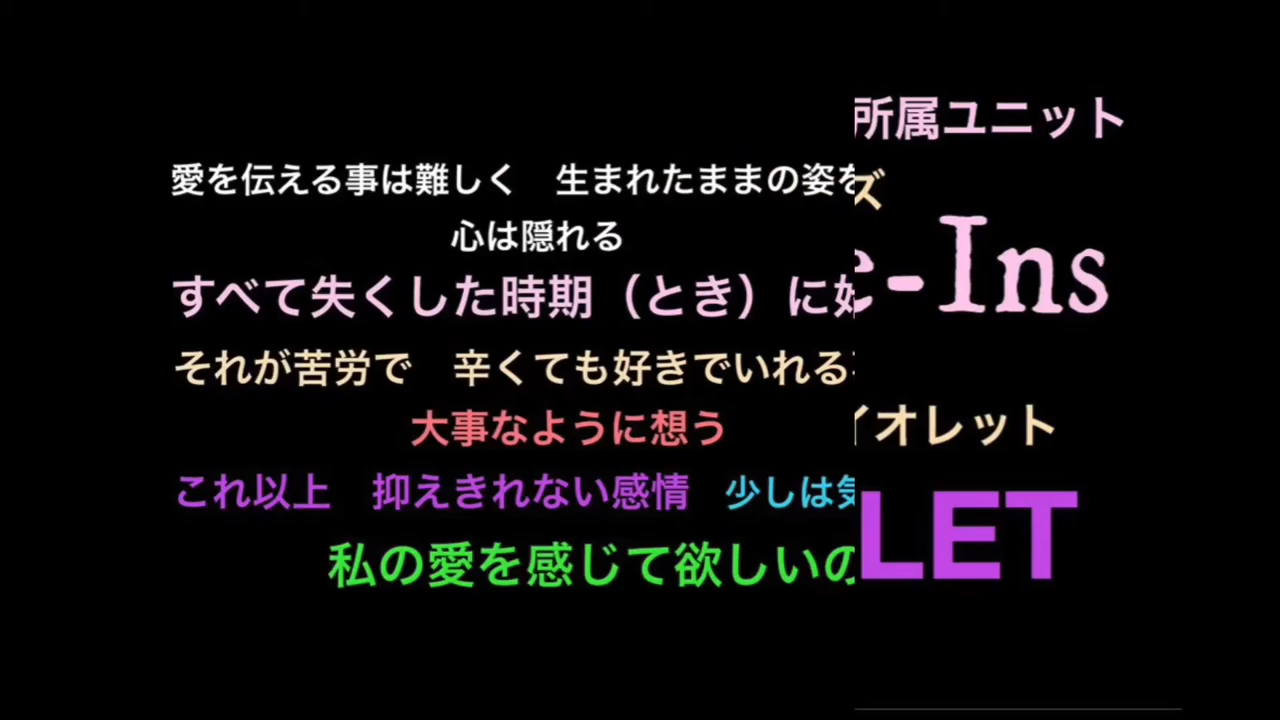 愛を伝える事は難しく　生まれたままの姿を
心は隠れる
すべて失くした時期（とき）に
それが苦労で　辛くても好きでいれる
大事なように想う
これ以上　抑えきれない感情　少しは気
私の愛を感じて欲しいの
所属ユニット
ズ
e-Ins
イオレット
LET